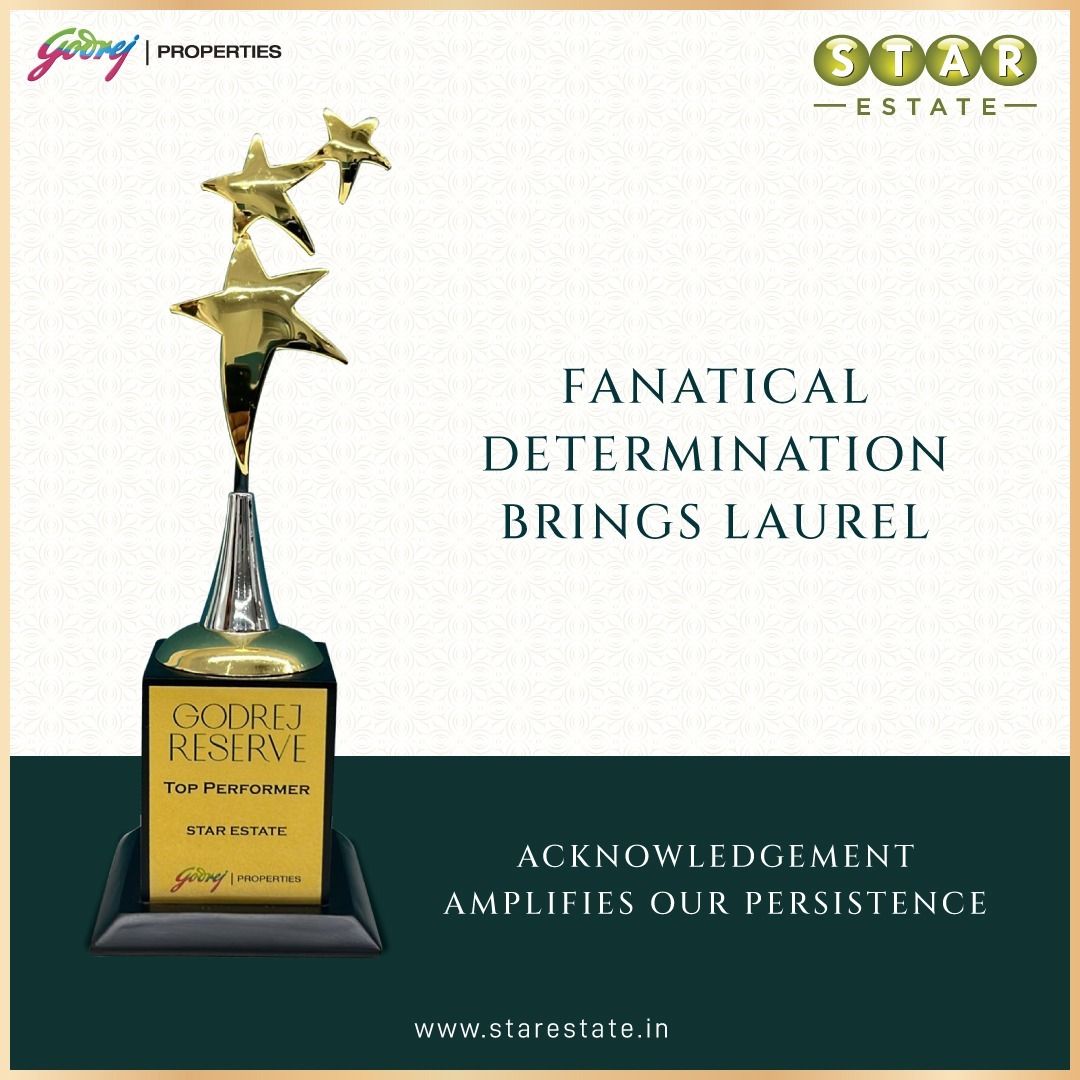 Godrej | PROPERTIES
STAR
ESTATE
FANATICAL
DETERMINATION
BRINGS LAUREL
GODREJ
RESERVE
TOP PERFORMER
STAR ESTATE
Godrej | PROPERTIES
ACKNOWLEDGEMENT
AMPLIFIES OUR PERSISTENCE
www.starestate.in